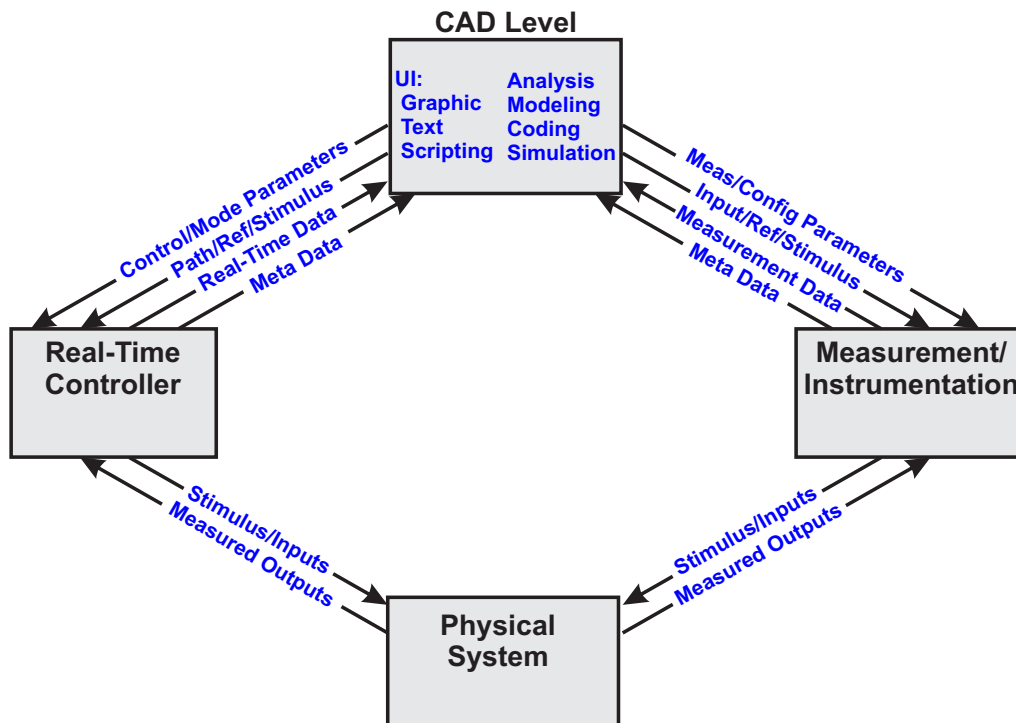 CAD Level
UI:
Graphic
Text
Scripting
Analysis
Modeling
Coding
Simulation
Control/Mode Parameters
Path/Ref/Stimulus
Real-Time Data
Meta Data
Meas/Config Parameters
Input/Ref/Stimulus
Measurement Data
Meta Data
Real-Time
Controller
Measurement/
Instrumentation
Stimulus/Inputs
Measured Outputs
Stimulus/Inputs
Measured Outputs
Physical
System